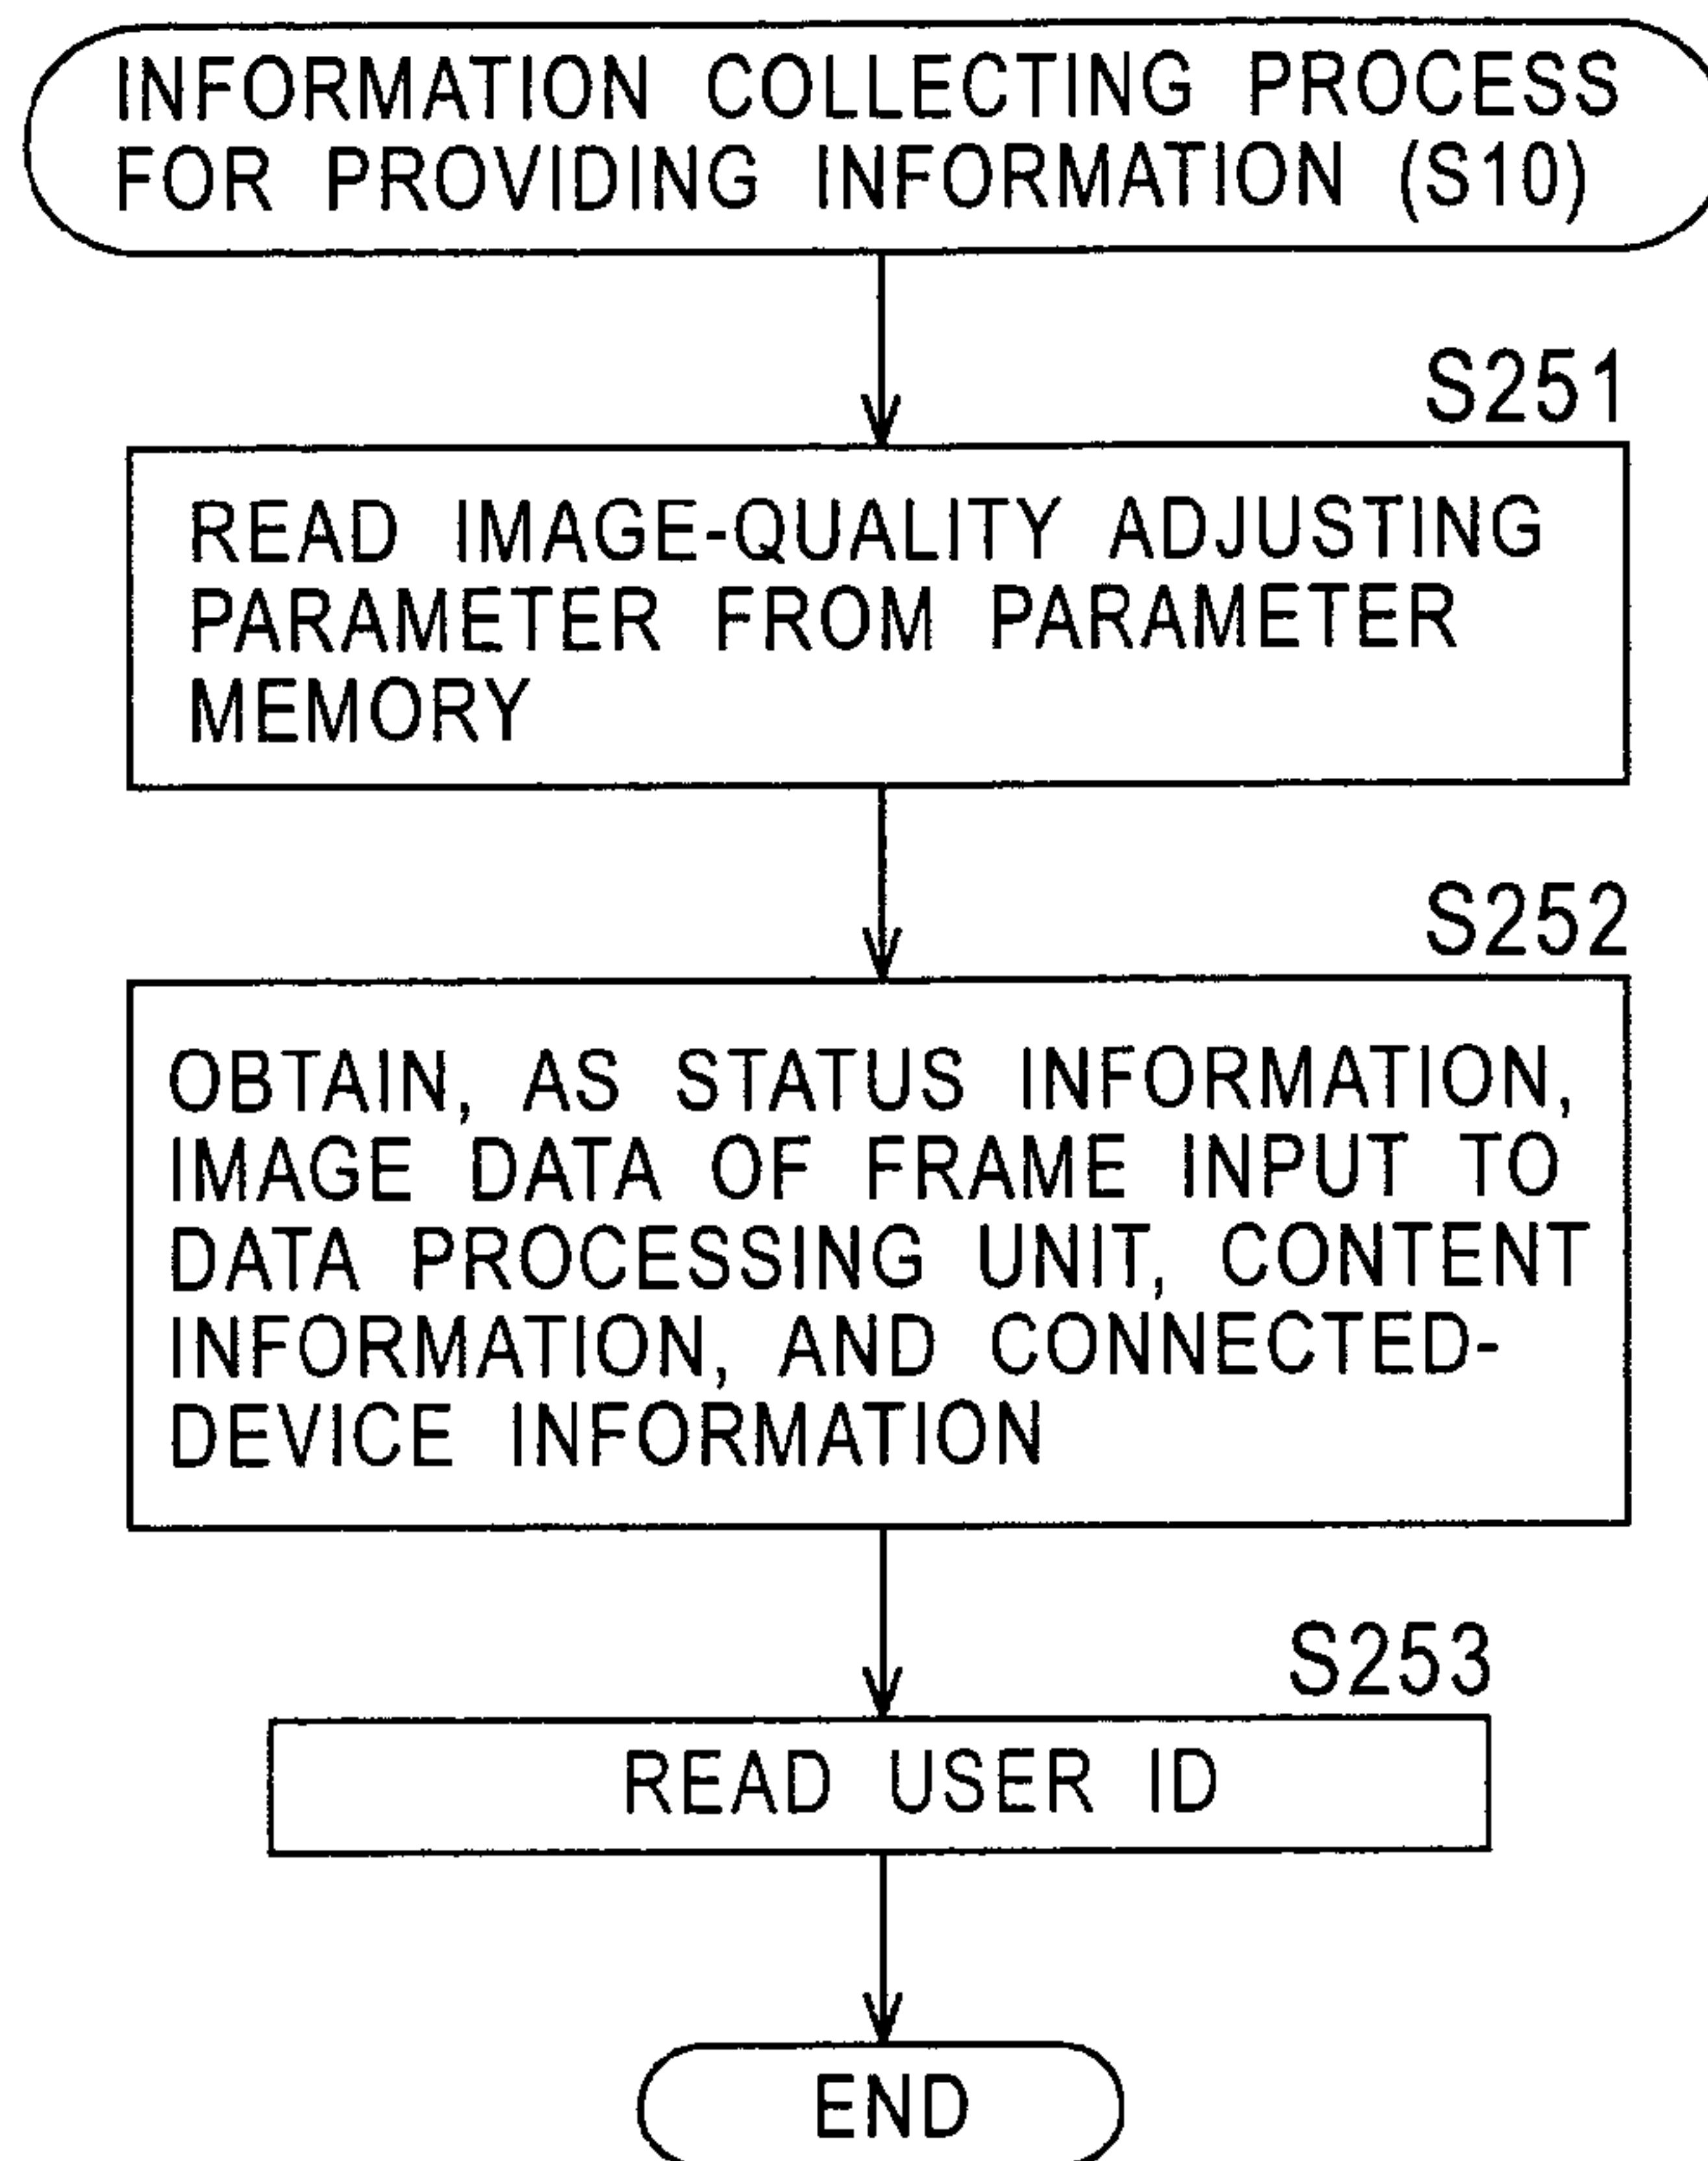 INFORMATION COLLECTING PROCESS
FOR PROVIDING INFORMATION (S10)
S251
READ IMAGE-QUALITY ADJUSTING
PARAMETER FROM PARAMETER
MEMORY
S252
OBTAIN, AS STATUS INFORMATION,
IMAGE DATA OF FRAME INPUT TO
DATA PROCESSING UNIT, CONTENT
INFORMATION, AND CONNECTED-
DEVICE INFORMATION
S253
READ USER ID
END